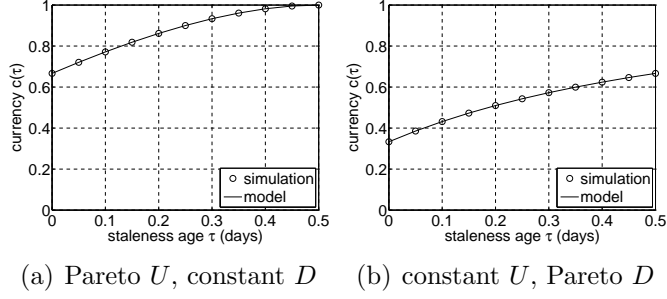 1
0.8
0.6
0.4
0.2
0
currency c(τ)
simulation
model
0 0.1 0.2 0.3 0.4 0.5
staleness age τ (days)
(a) Pareto U, constant D
1
0.8
0.6
0.4
0.2
0
currency c(τ)
simulation
model
0 0.1 0.2 0.3 0.4 0.5
staleness age τ (days)
(b) constant U, Pareto D